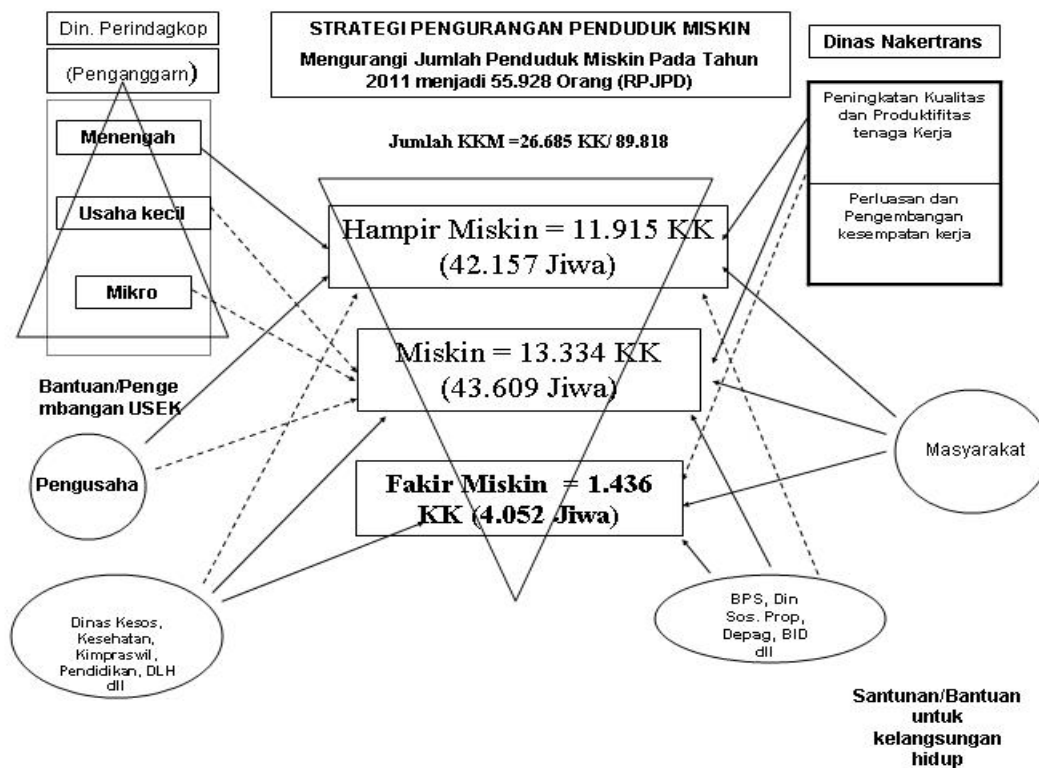 Din. Perindagkop
(Penganggarn)
STRATEGI PENGURANGAN PENDUDUK MISKIN
Mengurangi Jumlah Penduduk Miskin Pada Tahun
2011 menjadi 55.928 Orang (RPJPD)
Dinas Nakertrans
Menengah
Usaha kecil
Mikro
Jumlah KKM =26.685 KK/ 89.818
Peningkatan Kualitas
dan Produktifitas
tenaga Kerja
Perluasan dan
Pengembangan
kesempatan kerja
Hampir Miskin = 11.915 KK
(42.157 Jiwa)
Miskin = 13.334 KK
(43.609 Jiwa)
Fakir Miskin = 1.436
KK (4.052 Jiwa)
Bantuan/Penge
mbangan USEK
Pengusaha
Masyarakat
Dinas Kesos,
Kesehatan,
Kimpraswil,
Pendidikan, DLH
dll
BPS, Din
Sos. Prop,
Depag, BID
dll
Santunan/Bantuan
untuk
kelangsungan
hidup